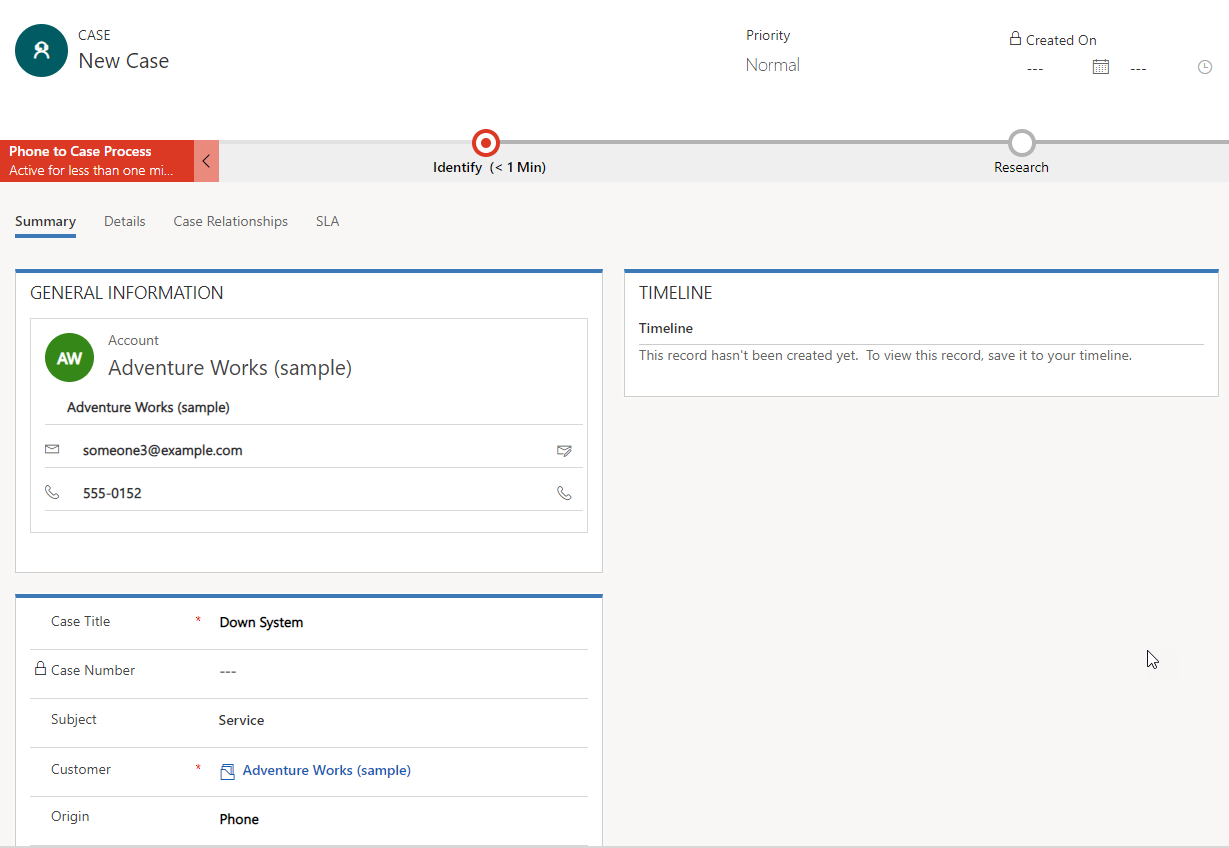 CASE
New Case
Priority
Normal
Created On
--- ---
Phone to Case Process
Active for less than one mi...
Identify (< 1 Min)
Research
Summary Details Case Relationships SLA
GENERAL INFORMATION
AW
Account
Adventure Works (sample)
Adventure Works (sample)
someone3@example.com
555-0152
TIMELINE
Timeline
This record hasn't been created yet.  To view this record, save it to your timeline.
Case Title * Down System
Case Number ---
Subject Service
Customer * Adventure Works (sample)
Origin Phone